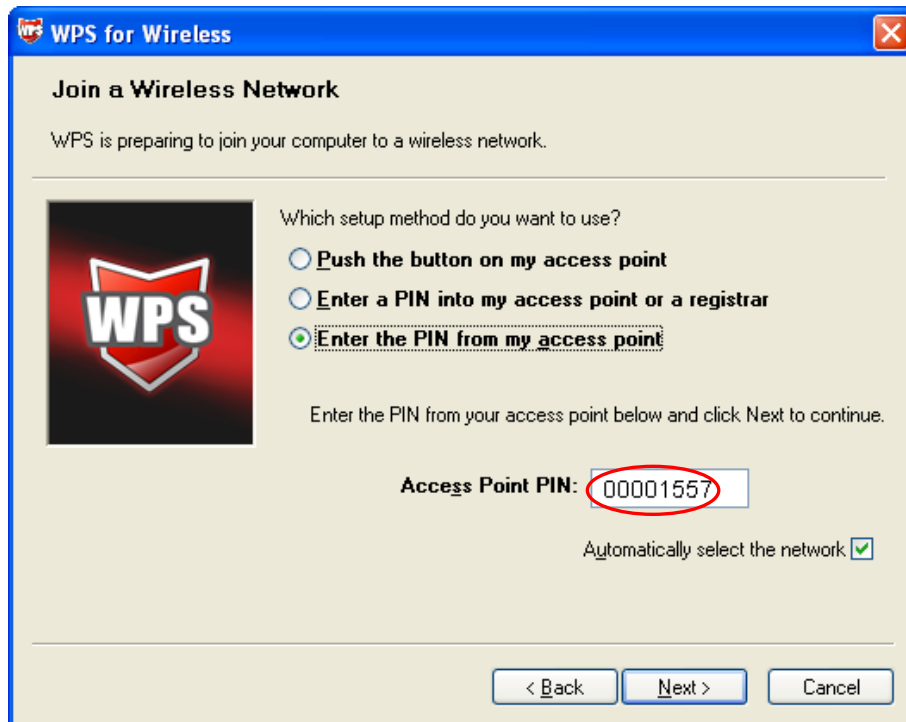 WPS WPS for Wireless
Join a Wireless Network
WPS is preparing to join your computer to a wireless network.
Which setup method do you want to use?
Push the button on my access point
Enter a PIN into my access point or a registrar
WPS
Enter the PIN from my access point
Enter the PIN from your access point below and click Next to continue.
Access Point PIN: 00001557
Automatically select the network
< Back Next > Cancel